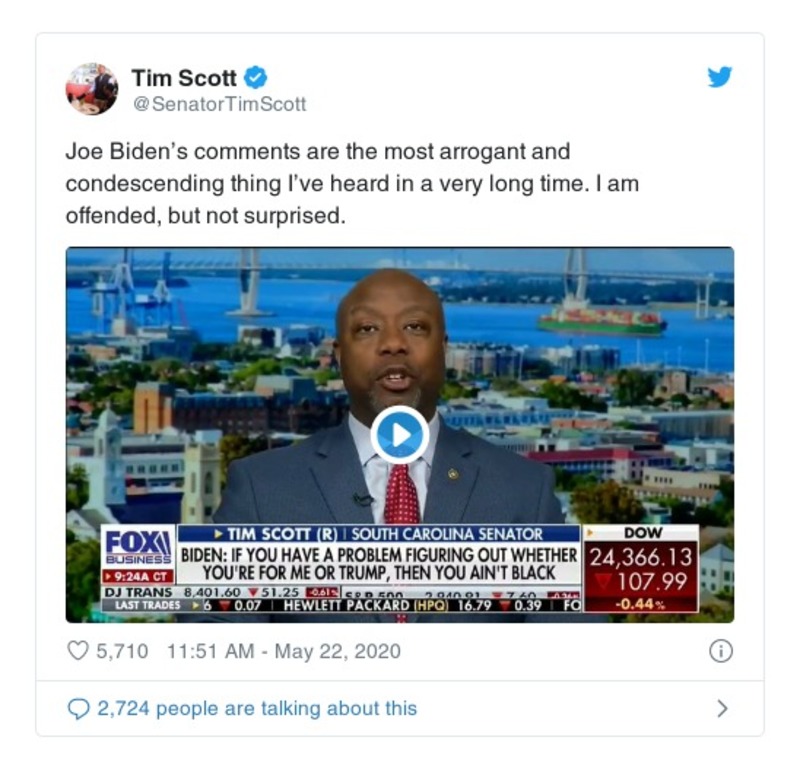 Tim Scott
@SenatorTimScott
Joe Biden’s comments are the most arrogant and
condescending thing I’ve heard in a very long time. I am
offended, but not surprised.
FOX
BUSINESS
9:24A CT
TIM SCOTT (R) | SOUTH CAROLINA SENATOR
BIDEN: IF YOU HAVE A PROBLEM FIGURING OUT WHETHER
YOU'RE FOR ME OR TRUMP, THEN YOU AIN'T BLACK
DOW
24,366.13
▼ 107.99
-0.44%
DJ TRANS 8,401.60 ▼ 51.25 -0.61%
LAST TRADES 6 ▼ 0.07 HEWLETT PACKARD (HPQ) 16.79 ▼ 0.39 FO
5,710 11:51 AM - May 22, 2020
2,724 people are talking about this